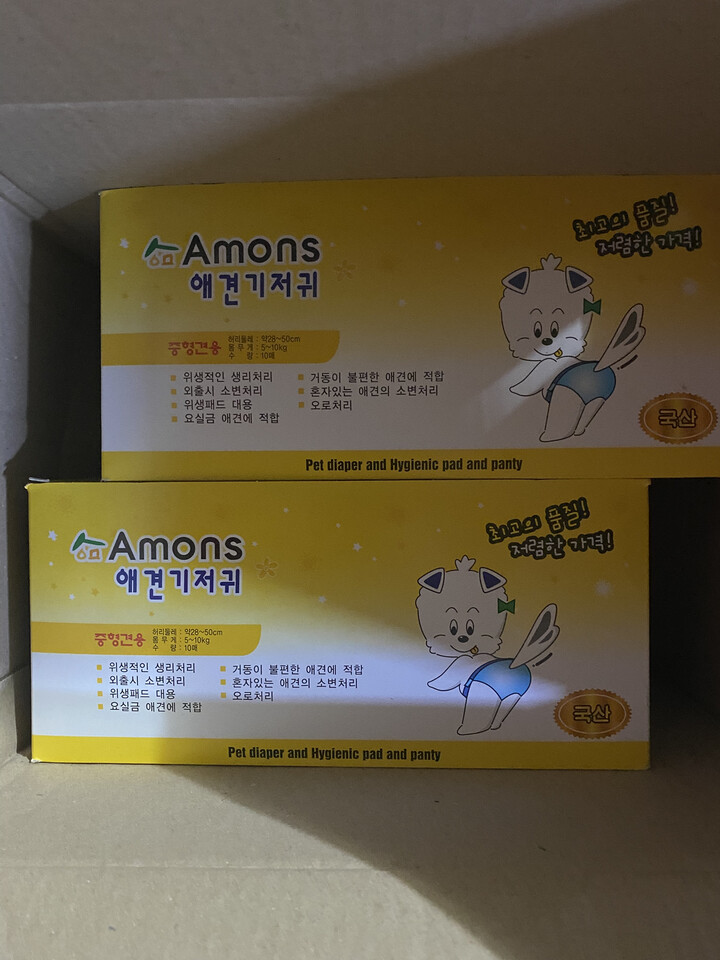 Amons
애견기저귀
최고의 품질!
저렴한 가격!
중형견용
허리둘레 : 약28~50cm
몸 무 게 : 5~10kg
수 량 : 10매
위생적인 생리처리
외출시 소변처리
위생패드 대용
요실금 애견에 적합
거동이 불편한 애견에 적합
혼자있는 애견의 소변처리
오로처리
국산
Pet diaper and Hygienic pad and panty
Amons
애견기저귀
최고의 품질!
저렴한 가격!
중형견용
허리둘레 : 약28~50cm
몸 무 게 : 5~10kg
수 량 : 10매
위생적인 생리처리
외출시 소변처리
위생패드 대용
요실금 애견에 적합
거동이 불편한 애견에 적합
혼자있는 애견의 소변처리
오로처리
국산
Pet diaper and Hygienic pad and panty